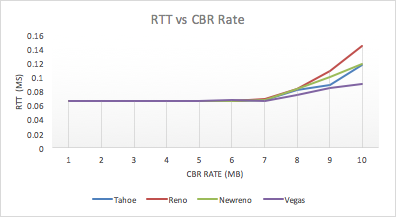 RTT vs CBR Rate
RTT (MS)
0.16
0.14
0.12
0.1
0.08
0.06
0.04
0.02
0
1 2 3 4 5 6 7 8 9 10
CBR RATE (MB)
Tahoe Reno Newreno Vegas